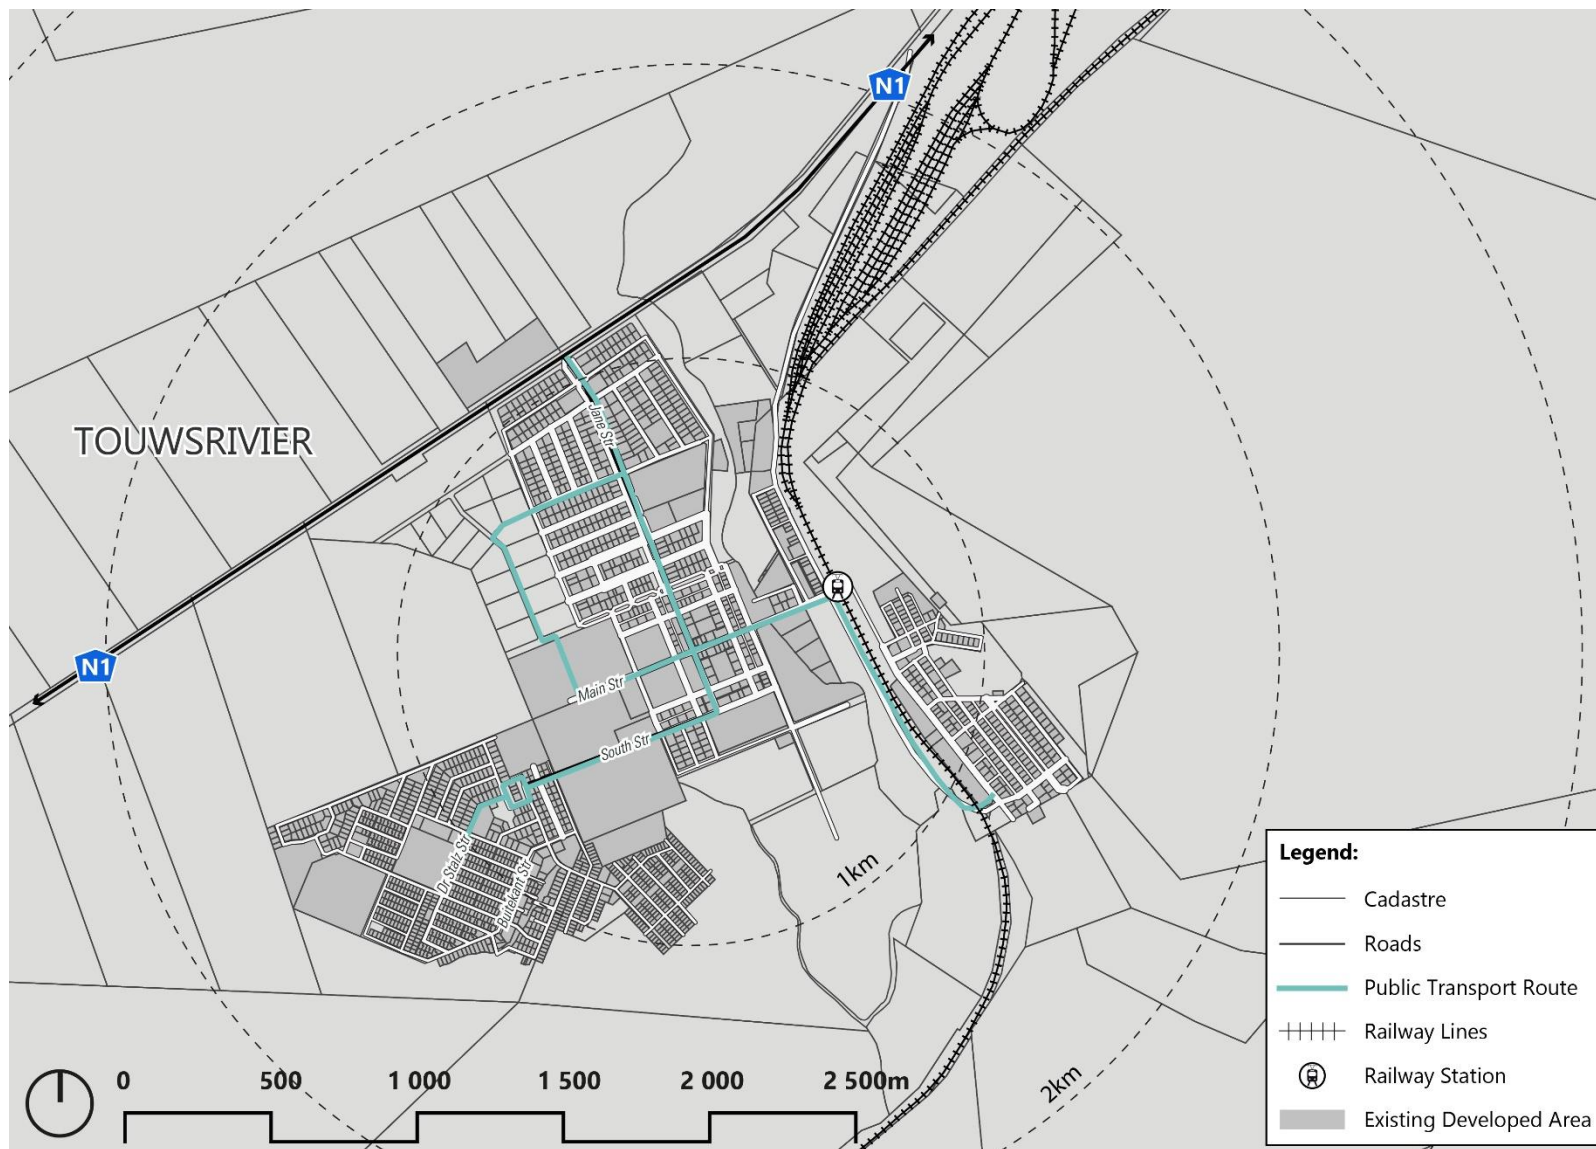 N1
TOUWSRIVIER
Jane Str
N1
Main Str
South Str
Dr Stalz Str
Buitekant Str
1km
2km
0 500 1 000 1 500 2 000 2 500m
Legend:
Cadastre
Roads
Public Transport Route
Railway Lines
Railway Station
Existing Developed Area